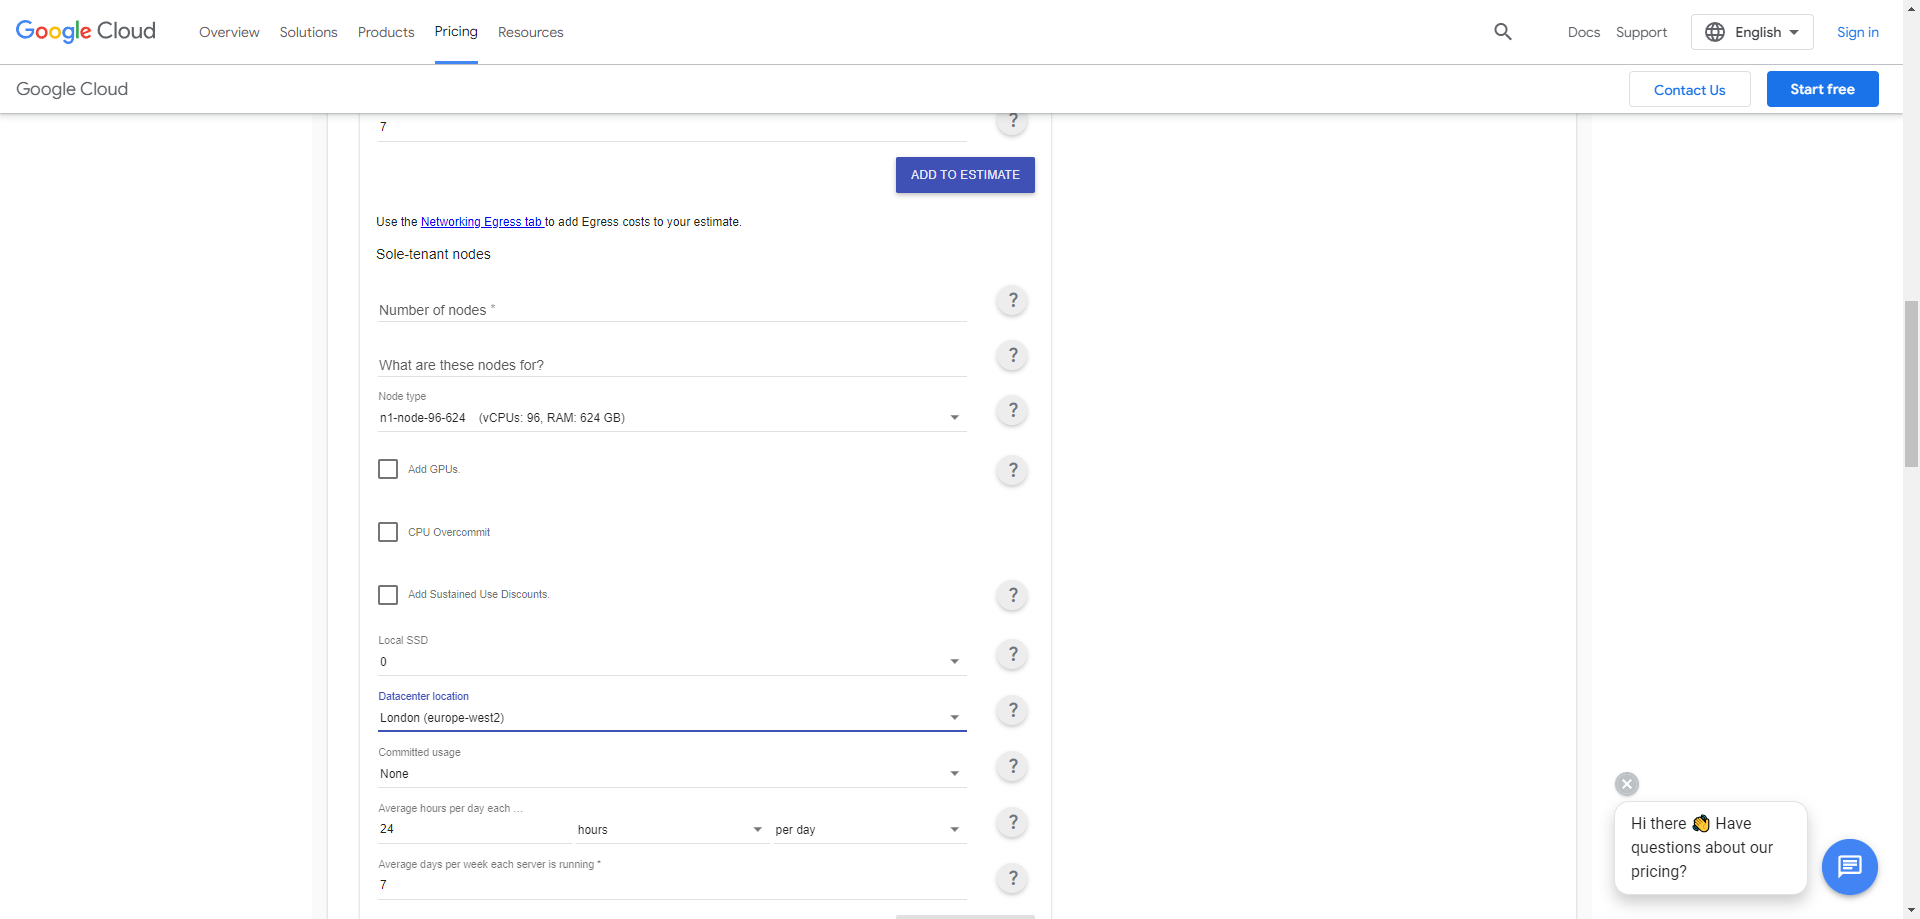 Google Cloud
Overview Solutions Products Pricing Resources
Docs Support English Sign in
Google Cloud
Contact Us Start free
7 ?
ADD TO ESTIMATE
Use the Networking Egress tab to add Egress costs to your estimate.
Sole-tenant nodes
Number of nodes * ?
What are these nodes for? ?
Node type
n1-node-96-624 (vCPUs: 96, RAM: 624 GB) ?
Add GPUs. ?
CPU Overcommit
Add Sustained Use Discounts. ?
Local SSD
0 ?
Datacenter location
London (europe-west2) ?
Committed usage
None ?
Average hours per day each ...
24 hours per day ?
Average days per week each server is running *
7 ?
Hi there 👋 Have
questions about our
pricing?